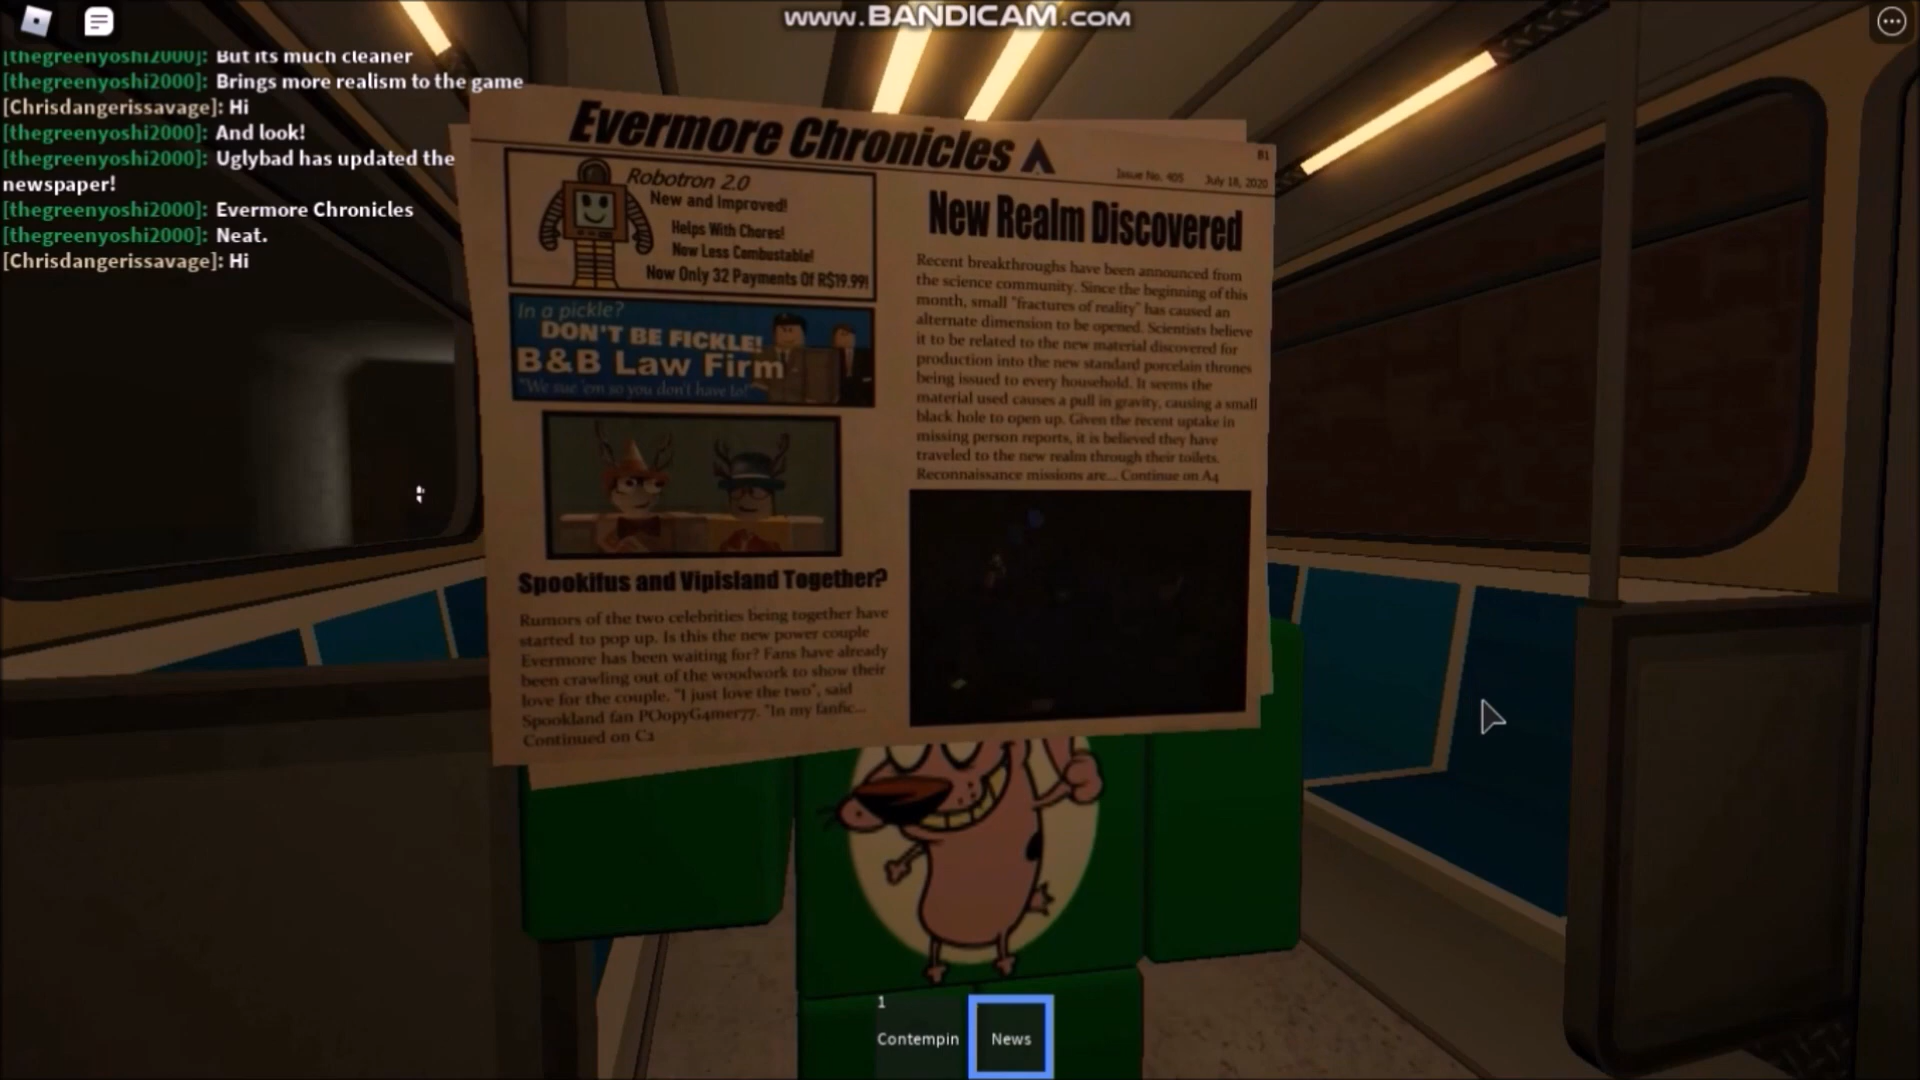 www.BANDICAM.com
[thegreenyoshi2000]: But its much cleaner
[thegreenyoshi2000]: Brings more realism to the game
[Chrisdangerissavage]: Hi
[thegreenyoshi2000]: And look!
[thegreenyoshi2000]: Uglybad has updated the
newspaper!
[thegreenyoshi2000]: Evermore Chronicles
[thegreenyoshi2000]: Neat.
[Chrisdangerissavage]: Hi
Evermore Chronicles
B1
Issue No. 405 July 18, 2020
Robotron 2.0
New and Improved!
Helps With Chores!
Now Less Combustable!
Now Only 32 Payments Of R$19.99!
In a pickle?
DON'T BE FICKLE!
B&B Law Firm
"We sue 'em so you don't have to!"
Spookifus and Vipisland Together?
Rumors of the two celebrities being together have
started to pop up. Is this the new power couple
Evermore has been waiting for? Fans have already
been crawling out of the woodwork to show their
love for the couple. "I just love the two", said
Spookland fan POopyG4mer77. "In my fanfic...
Continued on C2
New Realm Discovered
Recent breakthroughs have been announced from
the science community. Since the beginning of this
month, small "fractures of reality" has caused an
alternate dimension to be opened. Scientists believe
it to be related to the new material discovered for
production into the new standard porcelain thrones
being issued to every household. It seems the
material used causes a pull in gravity, causing a small
black hole to open up. Given the recent uptake in
missing person reports, it is believed they have
traveled to the new realm through their toilets.
Reconnaissance missions are... Continue on A4
1
Contempin
News